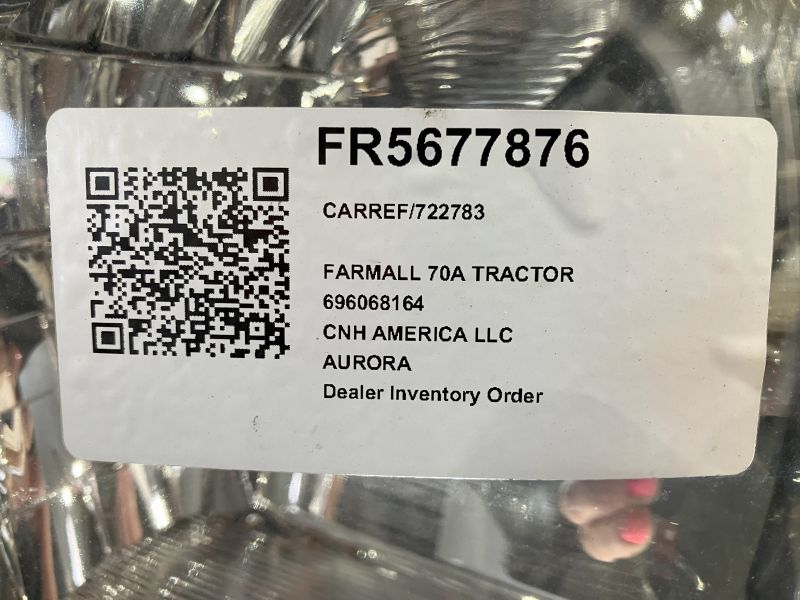 FR5677876
CARREF/722783
FARMALL 70A TRACTOR
696068164
CNH AMERICA LLC
AURORA
Dealer Inventory Order